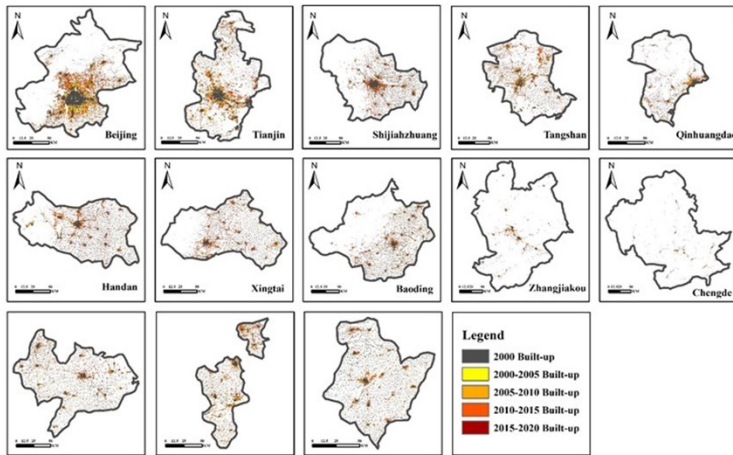 N
N
N
N
N
Beijing
Tianjin
Shijiahzhuang
Tangshan
Qinhuangdao
N
N
N
N
N
Handan
Xingtai
Baoding
Zhangjiakou
Chengde
Legend
2000 Built-up
2000-2005 Built-up
2005-2010 Built-up
2010-2015 Built-up
2015-2020 Built-up